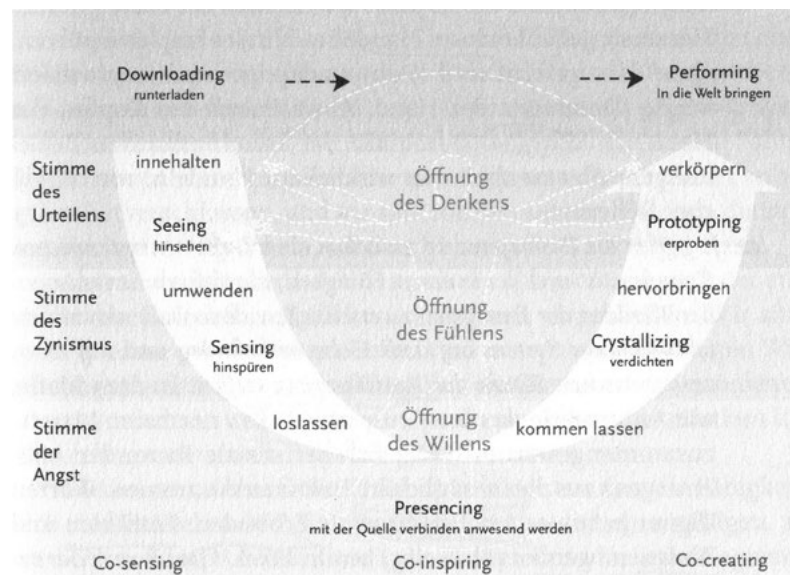 Downloading
runterladen
Performing
In die Welt bringen
Stimme
des
Urteilens
innehalten
Öffnung
des Denkens
verkörpern
Seeing
hinsehen
Prototyping
erproben
Stimme
des
Zynismus
umwenden
Öffnung
des Fühlens
hervorbringen
Sensing
hinspüren
Crystallizing
verdichten
Stimme
der
Angst
loslassen
Öffnung
des Willens
kommen lassen
Presencing
mit der Quelle verbinden anwesend werden
Co-sensing
Co-inspiring
Co-creating